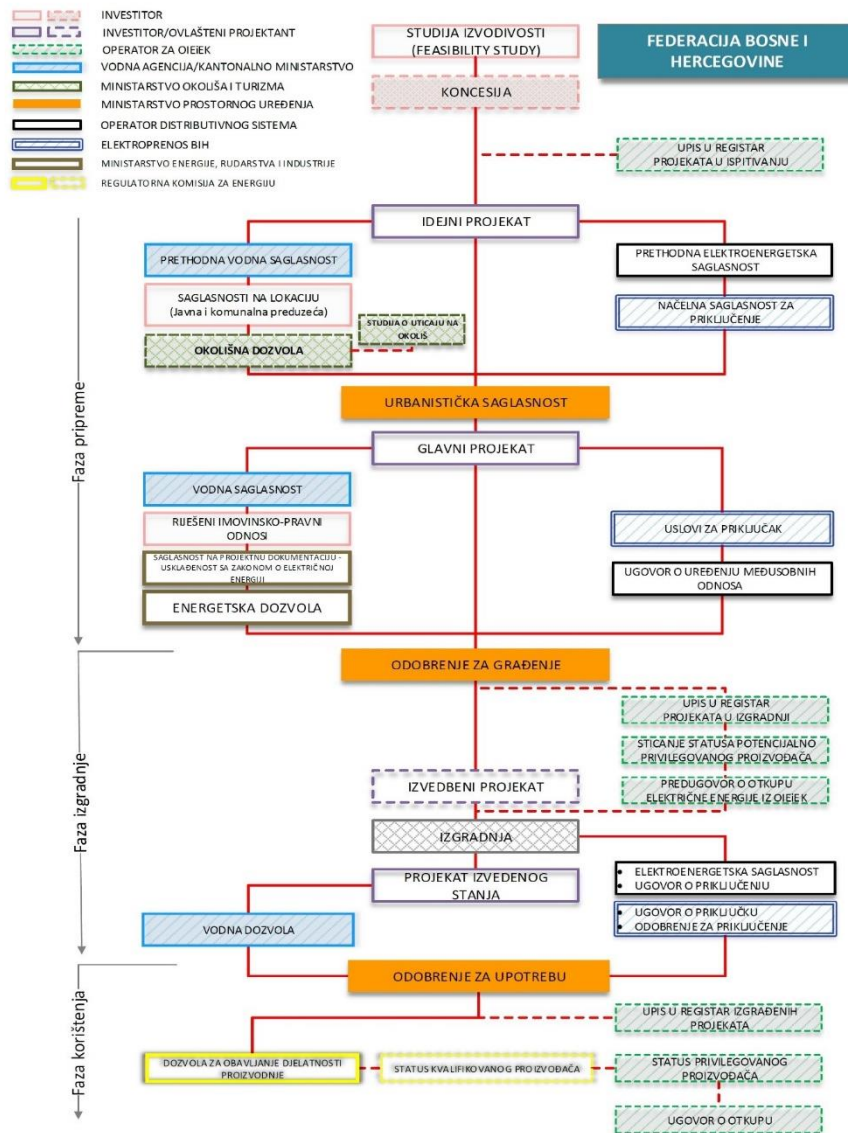 INVESTITOR
INVESTITOR/OVLAŠTENI PROJEKTANT
OPERATOR ZA OIEiEK
VODNA AGENCIJA/KANTONALNO MINISTARSTVO
MINISTARSTVO OKOLIŠA I TURIZMA
MINISTARSTVO PROSTORNOG UREĐENJA
OPERATOR DISTRIBUTIVNOG SISTEMA
ELEKTROPRENOS BIH
MINISTARSTVO ENERGIJE, RUDARSTVA I INDUSTRIJE
REGULATORNA KOMISIJA ZA ENERGIJU
STUDIJA IZVODIVOSTI
(FEASIBILITY STUDY)
FEDERACIJA BOSNE I
HERCEGOVINE
KONCESIJA
UPIS U REGISTAR
PROJEKATA U ISPITIVANJU
Faza pripreme
IDEJNI PROJEKAT
PRETHODNA VODNA SAGLASNOST
PRETHODNA ELEKTROENERGETSKA
SAGLASNOST
SAGLASNOSTI NA LOKACIJU
(Javna i komunalna preduzeća)
NAČELNA SAGLASNOST ZA
PRIKLJUČENJE
STUDIJA O UTICAJU NA
OKOLIŠ
OKOLIŠNA DOZVOLA
URBANISTIČKA SAGLASNOST
GLAVNI PROJEKAT
VODNA SAGLASNOST
RIJEŠENI IMOVINSKO-PRAVNI
ODNOSI
USLOVI ZA PRIKLJUČAK
SAGLASNOST NA PROJEKTNU DOKUMENTACIJU -
USKLAĐENOST SA ZAKONOM O ELEKTRIČNOJ
ENERGIJI
UGOVOR O UREĐENJU MEĐUSOBNIH
ODNOSA
ENERGETSKA DOZVOLA
Faza izgradnje
ODOBRENJE ZA GRAĐENJE
UPIS U REGISTAR
PROJEKATA U IZGRADNJI
STICANJE STATUSA POTENCIJALNO
PRIVILEGOVANOG PROIZVOĐAČA
IZVEDBENI PROJEKAT
PREDUGOVOR O OTKUPU
ELEKTRIČNE ENERGIJE IZ OIEiEK
IZGRADNJA
PROJEKAT IZVEDENOG
STANJA
• ELEKTROENERGETSKA SAGLASNOST
• UGOVOR O PRIKLJUČENJU
VODNA DOZVOLA
• UGOVOR O PRIKLJUČKU
• ODOBRENJE ZA PRIKLJUČENJE
Faza korištenja
ODOBRENJE ZA UPOTREBU
UPIS U REGISTAR IZGRAĐENIH
PROJEKATA
DOZVOLA ZA OBAVLJANJE DJELATNOSTI
PROIZVODNJE
STATUS KVALIFIKOVANOG PROIZVOĐAČA
STATUS PRIVILEGOVANOG
PROIZVOĐAČA
UGOVOR O OTKUPU